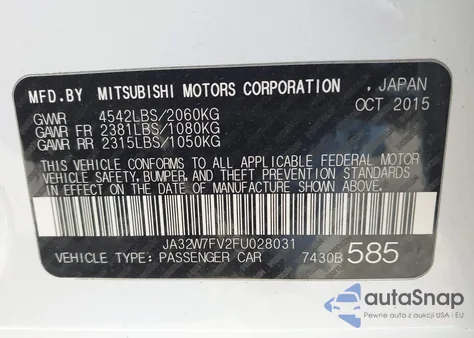 MFD.BY MITSUBISHI MOTORS CORPORATION , JAPAN
OCT 2015
GVWR 4542LBS/2060KG
GAWR FR 2381LBS/1080KG
GAWR RR 2315LBS/1050KG
THIS VEHICLE CONFORMS TO ALL APPLICABLE FEDERAL MOTOR
VEHICLE SAFETY, BUMPER, AND THEFT PREVENTION STANDARDS
IN EFFECT ON THE DATE OF MANUFACTURE SHOWN ABOVE.
JA32W7FV2FU028031
VEHICLE TYPE: PASSENGER CAR 7430B 585
autoSnap
Pewne auta z aukcji USA i EU